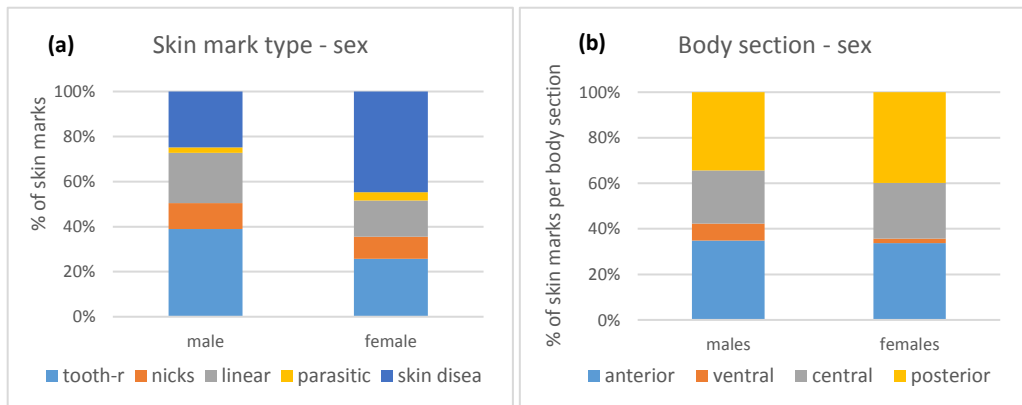 (a) Skin mark type - sex
% of skin marks
100%
80%
60%
40%
20%
0%
male female
tooth-r nicks linear parasitic skin disea
(b) Body section - sex
% of skin marks per body section
100%
80%
60%
40%
20%
0%
males females
anterior ventral central posterior